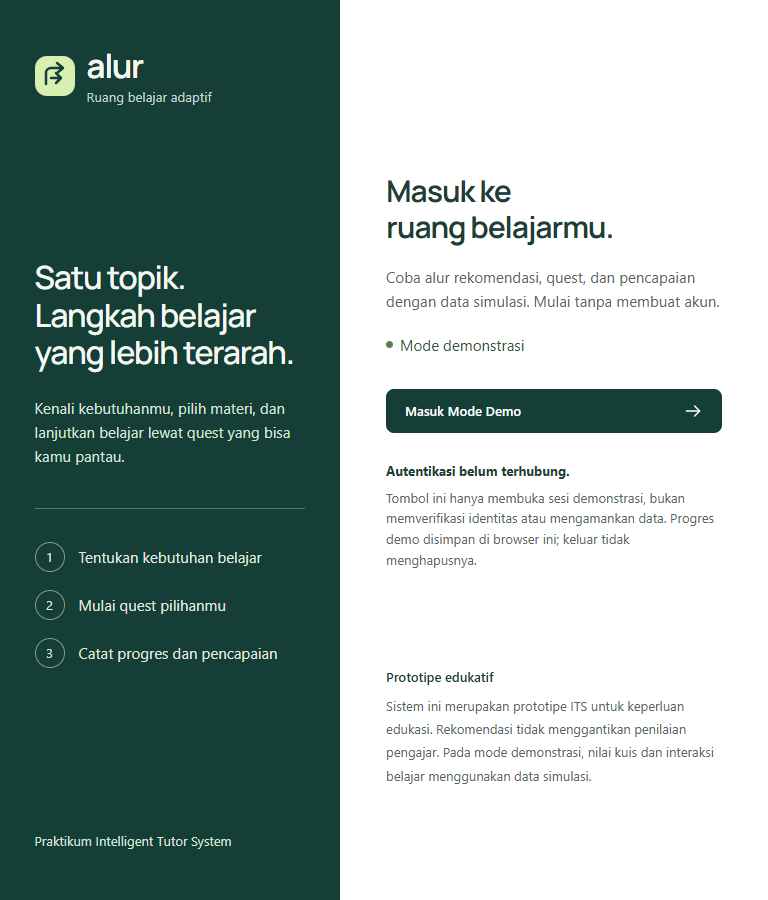 alur
Ruang belajar adaptif
Satu topik.
Langkah belajar
yang lebih terarah.
Kenali kebutuhanmu, pilih materi, dan
lanjutkan belajar lewat quest yang bisa
kamu pantau.
1 Tentukan kebutuhan belajar
2 Mulai quest pilihanmu
3 Catat progres dan pencapaian
Praktikum Intelligent Tutor System
Masuk ke
ruang belajarmu.
Coba alur rekomendasi, quest, dan pencapaian
dengan data simulasi. Mulai tanpa membuat akun.
Mode demonstrasi
Masuk Mode Demo
Autentikasi belum terhubung.
Tombol ini hanya membuka sesi demonstrasi, bukan
memverifikasi identitas atau mengamankan data. Progres
demo disimpan di browser ini; keluar tidak
menghapusnya.
Prototipe edukatif
Sistem ini merupakan prototipe ITS untuk keperluan
edukasi. Rekomendasi tidak menggantikan penilaian
pengajar. Pada mode demonstrasi, nilai kuis dan interaksi
belajar menggunakan data simulasi.